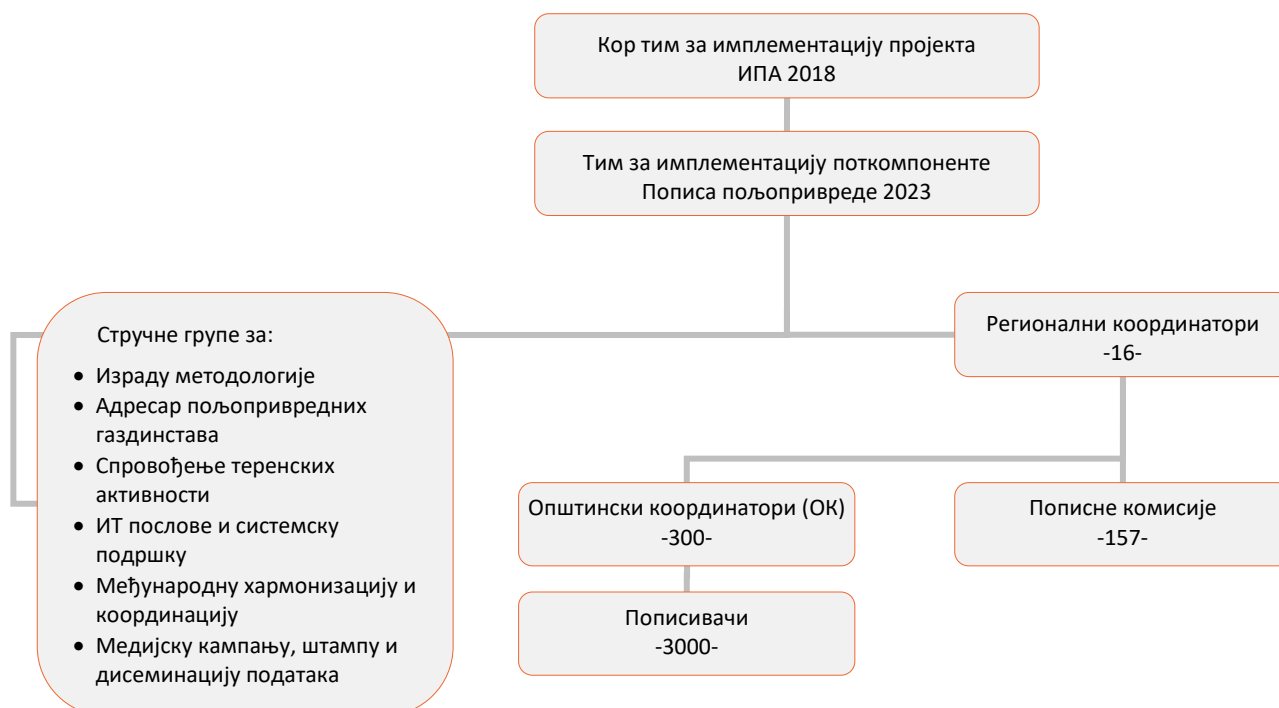 Кор тим за имплементацију пројекта
ИПА 2018
Тим за имплементацију поткомпоненте
Пописа пољопривреде 2023
Стручне групе за:
• Израду методологије
• Адресар пољопривредних
газдинстава
• Спровођење теренских
активности
• ИТ послове и системску
подршку
• Међународну хармонизацију и
координацију
• Медијску кампању, штампу и
дисеминацију података
Регионални координатори
-16-
Општински координатори (ОК)
-300-
Пописне комисије
-157-
Пописивачи
-3000-